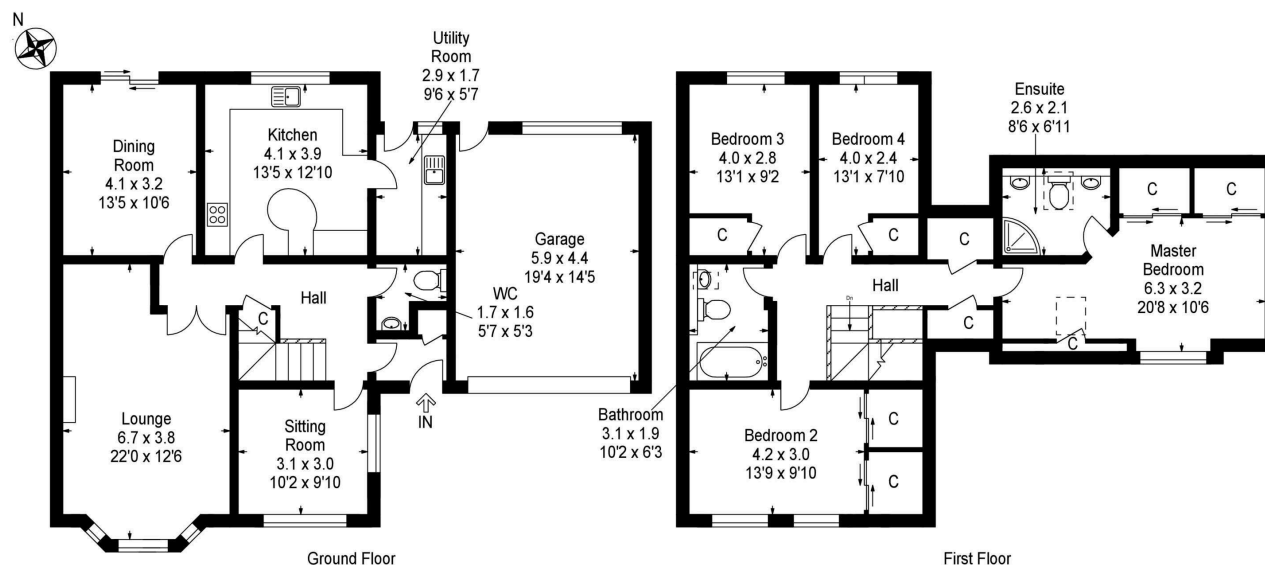 N
Utility
Room
2.9 x 1.7
9'6 x 5'7
Dining
Room
4.1 x 3.2
13'5 x 10'6
Kitchen
4.1 x 3.9
13'5 x 12'10
Garage
5.9 x 4.4
19'4 x 14'5
Hall
C
WC
1.7 x 1.6
5'7 x 5'3
Lounge
6.7 x 3.8
22'0 x 12'6
Sitting
Room
3.1 x 3.0
10'2 x 9'10
IN
Ground Floor
Ensuite
2.6 x 2.1
8'6 x 6'11
Bedroom 3
4.0 x 2.8
13'1 x 9'2
Bedroom 4
4.0 x 2.4
13'1 x 7'10
C
C
C
C
C
Master
Bedroom
6.3 x 3.2
20'8 x 10'6
Hall
Dn
C
C
Bathroom
3.1 x 1.9
10'2 x 6'3
Bedroom 2
4.2 x 3.0
13'9 x 9'10
C
C
First Floor